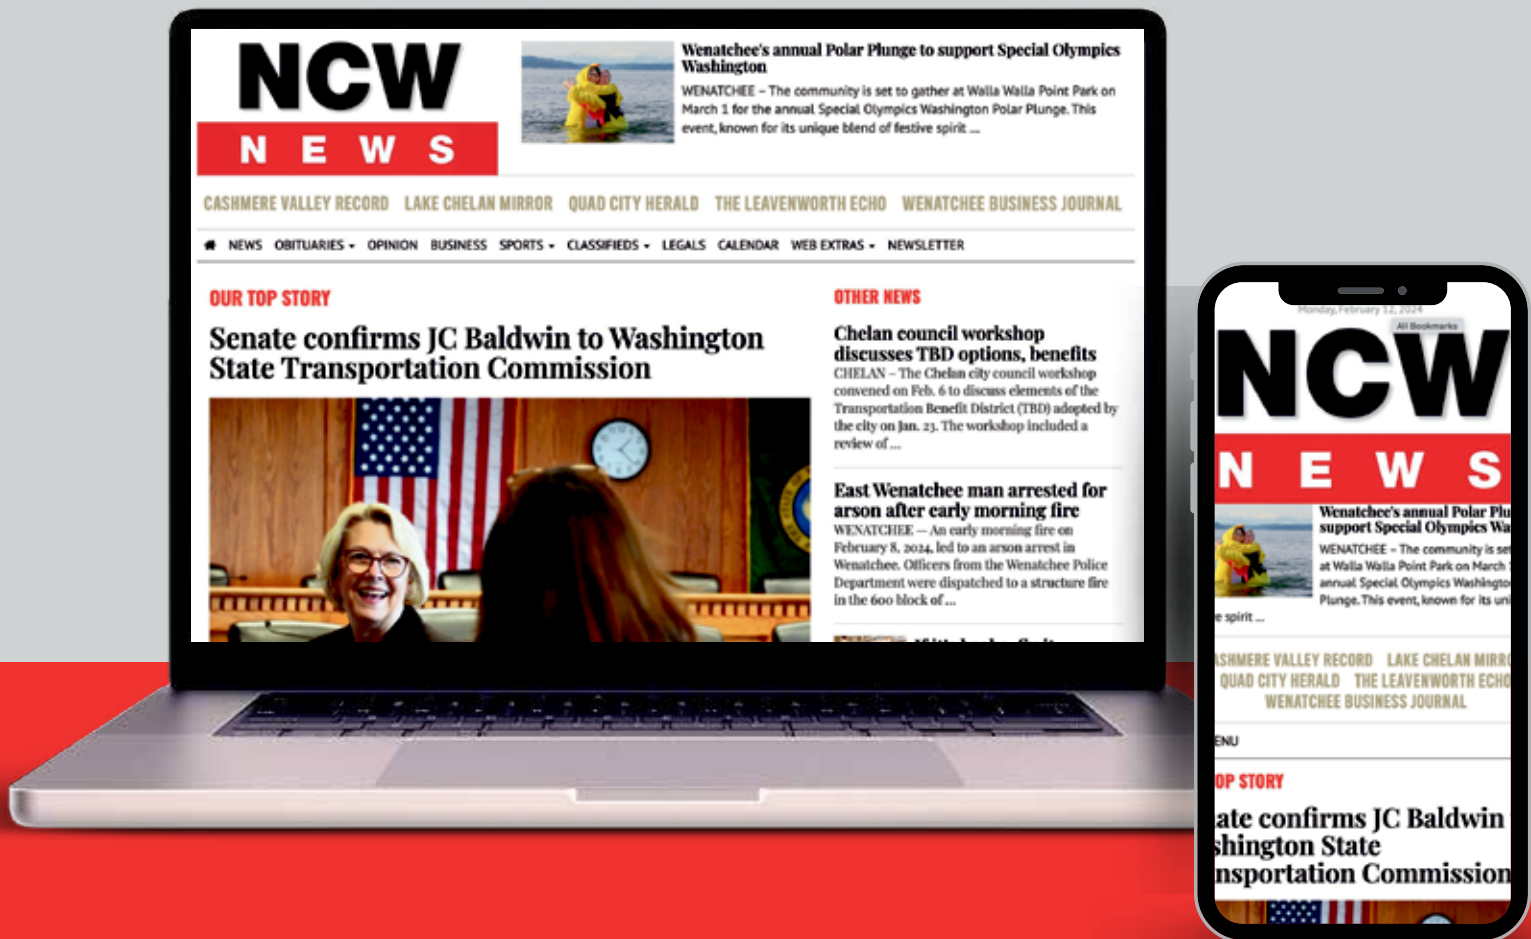 NCW
NEWS
Wenatchee's annual Polar Plunge to support Special Olympics
Washington
WENATCHEE – The community is set to gather at Walla Walla Point Park on
March 1 for the annual Special Olympics Washington Polar Plunge. This
event, known for its unique blend of festive spirit ...
CASHMERE VALLEY RECORD LAKE CHELAN MIRROR QUAD CITY HERALD THE LEAVENWORTH ECHO WENATCHEE BUSINESS JOURNAL
NEWS OBITUARIES OPINION BUSINESS SPORTS CLASSIFIEDS LEGALS CALENDAR WEB EXTRAS NEWSLETTER
OUR TOP STORY
Senate confirms JC Baldwin to Washington
State Transportation Commission
OTHER NEWS
Chelan council workshop
discusses TBD options, benefits
CHELAN – The Chelan city council workshop
convened on Feb. 6 to discuss elements of the
Transportation Benefit District (TBD) adopted by
the city on Jan. 23. The workshop included a
review of ...
East Wenatchee man arrested for
arson after early morning fire
WENATCHEE — An early morning fire on
February 8, 2024, led to an arson arrest in
Wenatchee. Officers from the Wenatchee Police
Department were dispatched to a structure fire
in the 600 block of ...
Monday, February 12, 2024
All Bookmarks
NCW
NEWS
Wenatchee's annual Polar Plu
support Special Olympics Wa
WENATCHEE – The community is set
at Walla Walla Point Park on March
annual Special Olympics Washington
Plunge. This event, known for its uni
e spirit ...
ASHMERE VALLEY RECORD LAKE CHELAN MIRRO
QUAD CITY HERALD THE LEAVENWORTH ECHO
WENATCHEE BUSINESS JOURNAL
ENU
OP STORY
ate confirms JC Baldwin
shington State
nsportation Commission